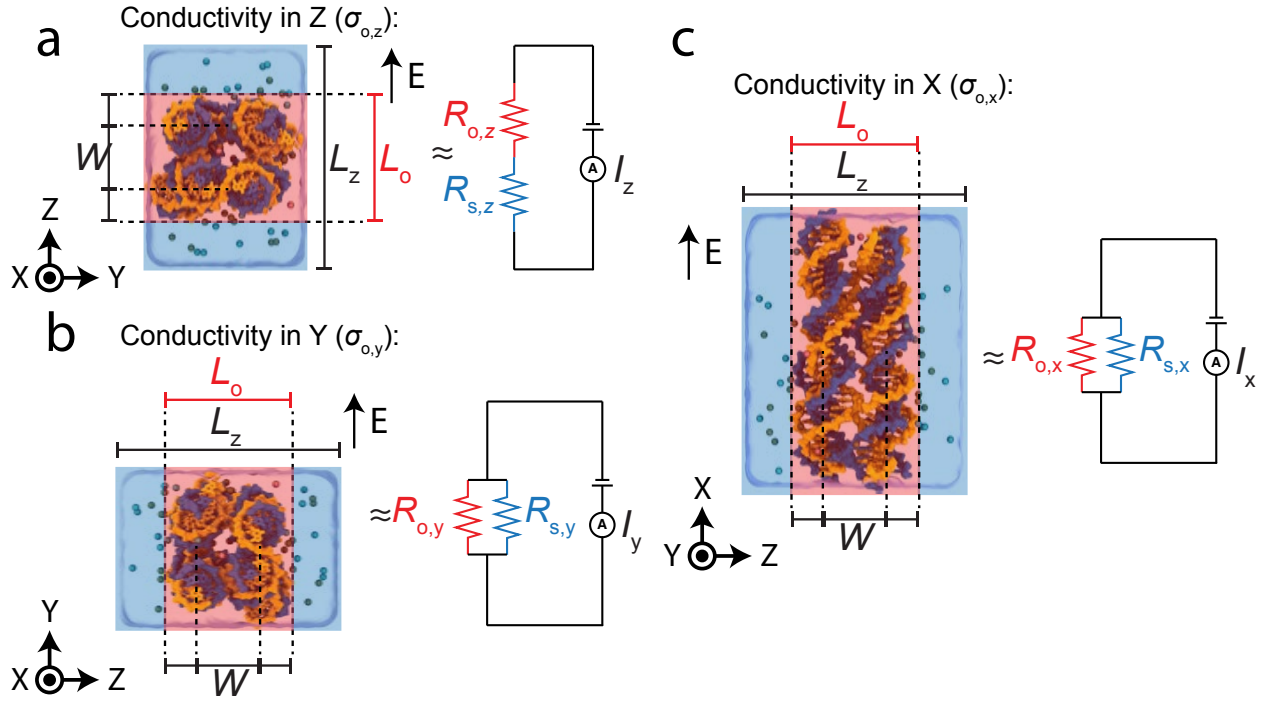 a
Conductivity in Z (σo,z):
E
W
Lz
Lo
≈
Ro,z
Rs,z
A
Iz
Z
X
Y
b
Conductivity in Y (σo,y):
Lo
Lz
E
≈
Ro,y
Rs,y
A
Iy
W
Y
X
Z
c
Conductivity in X (σo,x):
Lo
Lz
E
≈
Ro,x
Rs,x
A
Ix
W
X
Y
Z